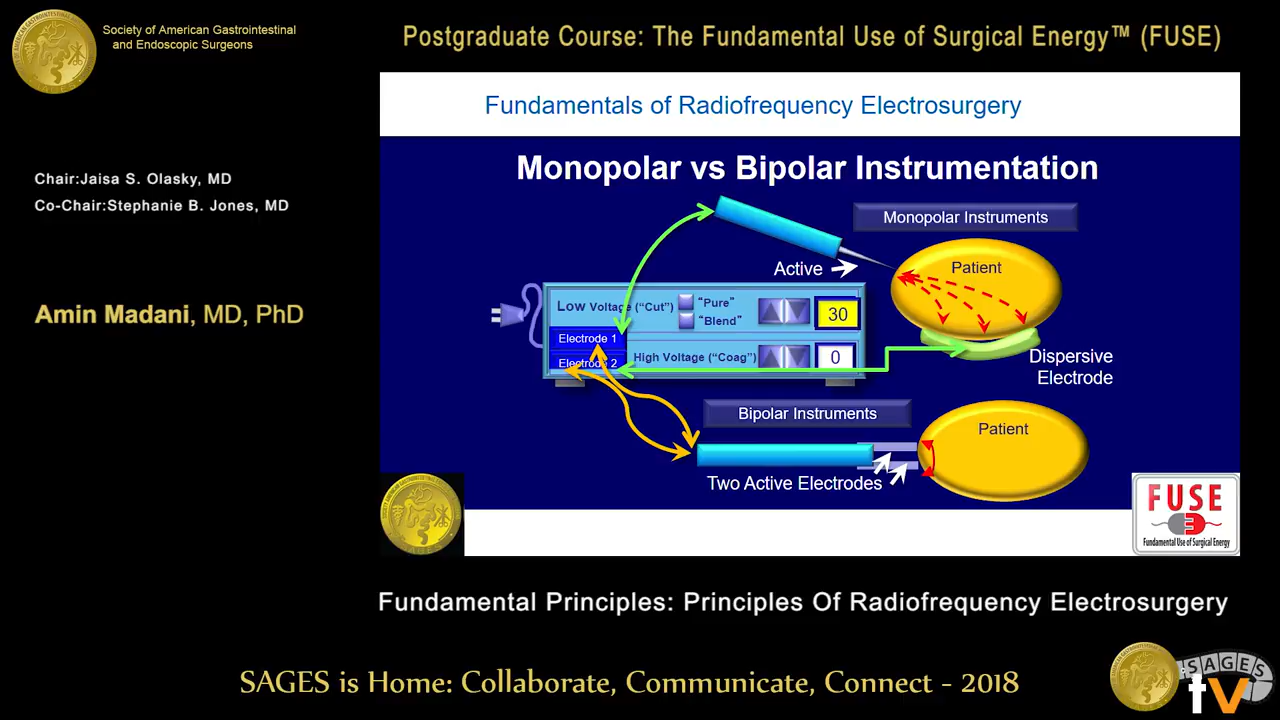 Society of American Gastrointestinal
and Endoscopic Surgeons
Postgraduate Course: The Fundamental Use of Surgical Energy™ (FUSE)
Chair:Jaisa S. Olasky, MD
Co-Chair:Stephanie B. Jones, MD
Amin Madani, MD, PhD
Fundamentals of Radiofrequency Electrosurgery
Monopolar vs Bipolar Instrumentation
Monopolar Instruments
Active
Patient
Low Voltage ("Cut")
"Pure"
"Blend"
30
Electrode 1
Electrode 2
High Voltage ("Coag")
0
Dispersive
Electrode
Bipolar Instruments
Patient
Two Active Electrodes
FUSE
Fundamental Use of Surgical Energy
Fundamental Principles: Principles Of Radiofrequency Electrosurgery
SAGES is Home: Collaborate, Communicate, Connect - 2018
SAGES
tv